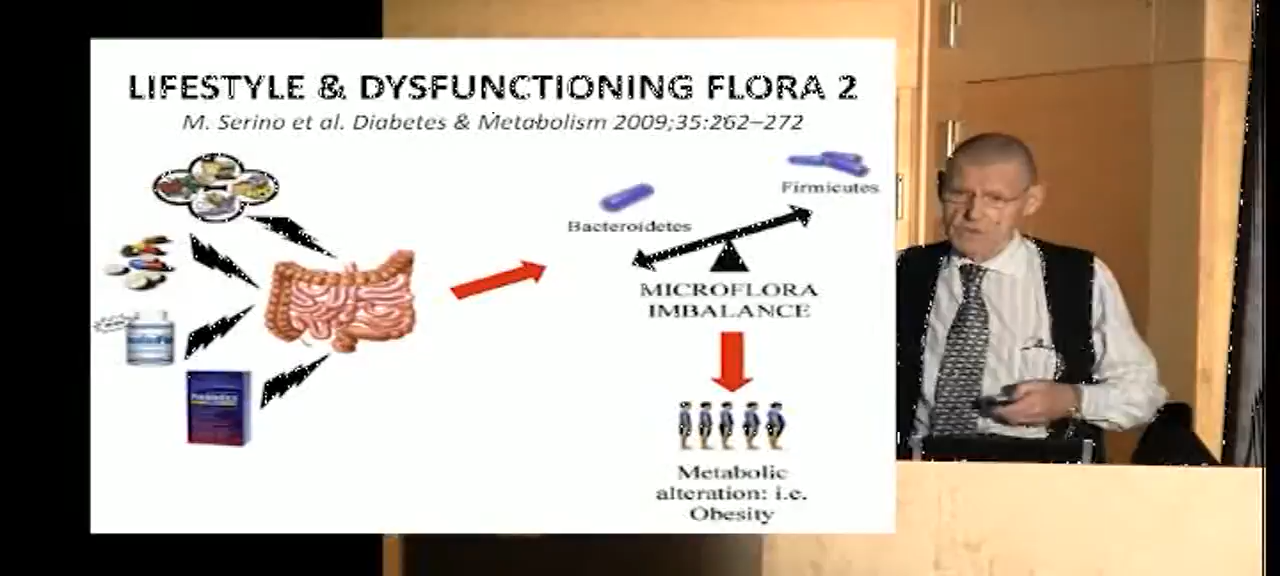 LIFESTYLE & DYSFUNCTIONING FLORA 2
M. Serino et al. Diabetes & Metabolism 2009;35:262–272
Firmicutes
Bacteroidetes
MICROFLORA
IMBALANCE
Metabolic
alteration: i.e.
Obesity